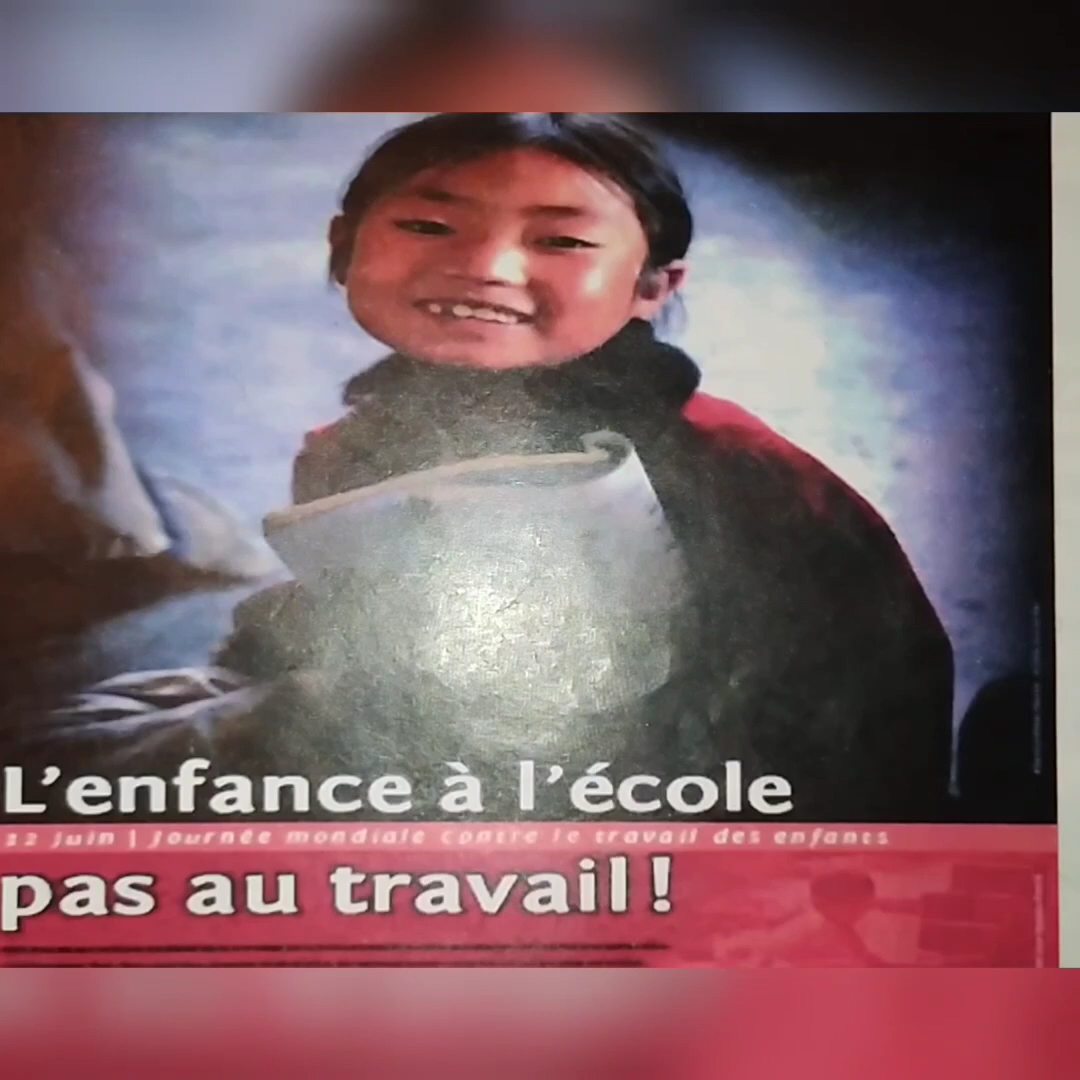 L'enfance à l'école
12 juin | Journée mondiale contre le travail des enfants
pas au travail !